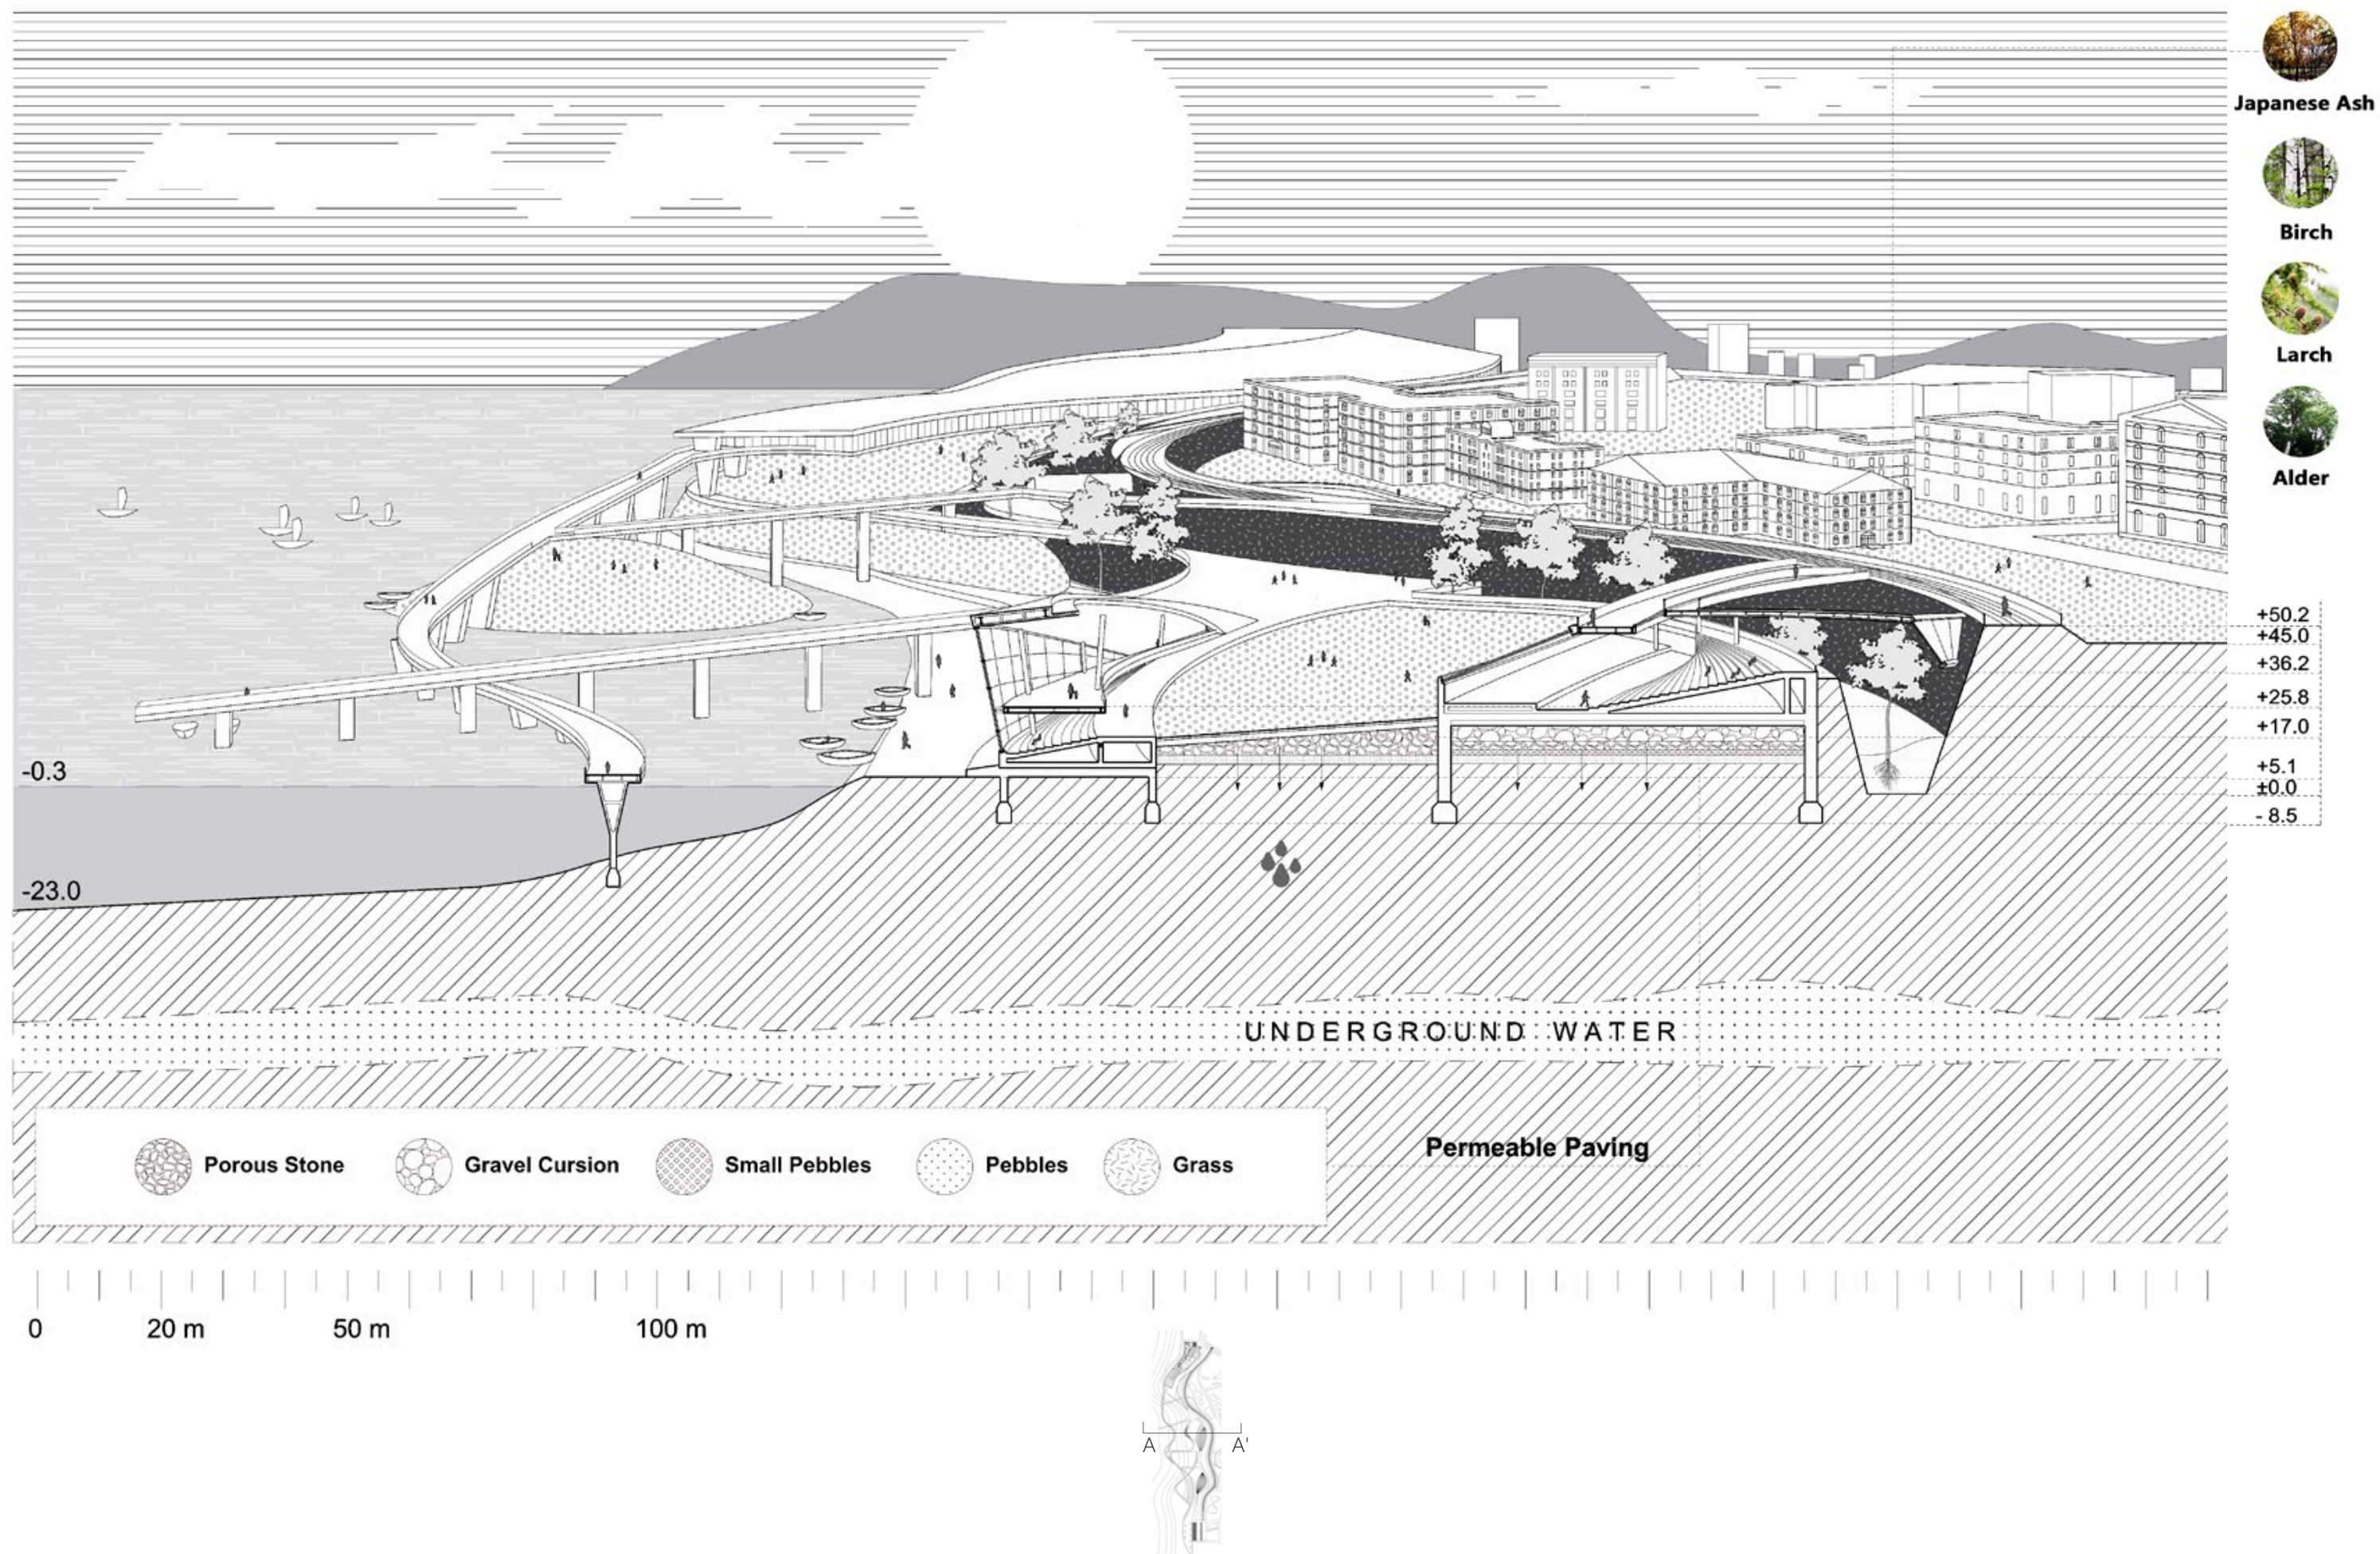 Japanese Ash
Birch
Larch
Alder
+50.2
+45.0
+36.2
+25.8
+17.0
+5.1
±0.0
- 8.5
-0.3
-23.0
UNDERGROUND WATER
Porous Stone
Gravel Cursion
Small Pebbles
Pebbles
Grass
Permeable Paving
0
20 m
50 m
100 m
A
A'